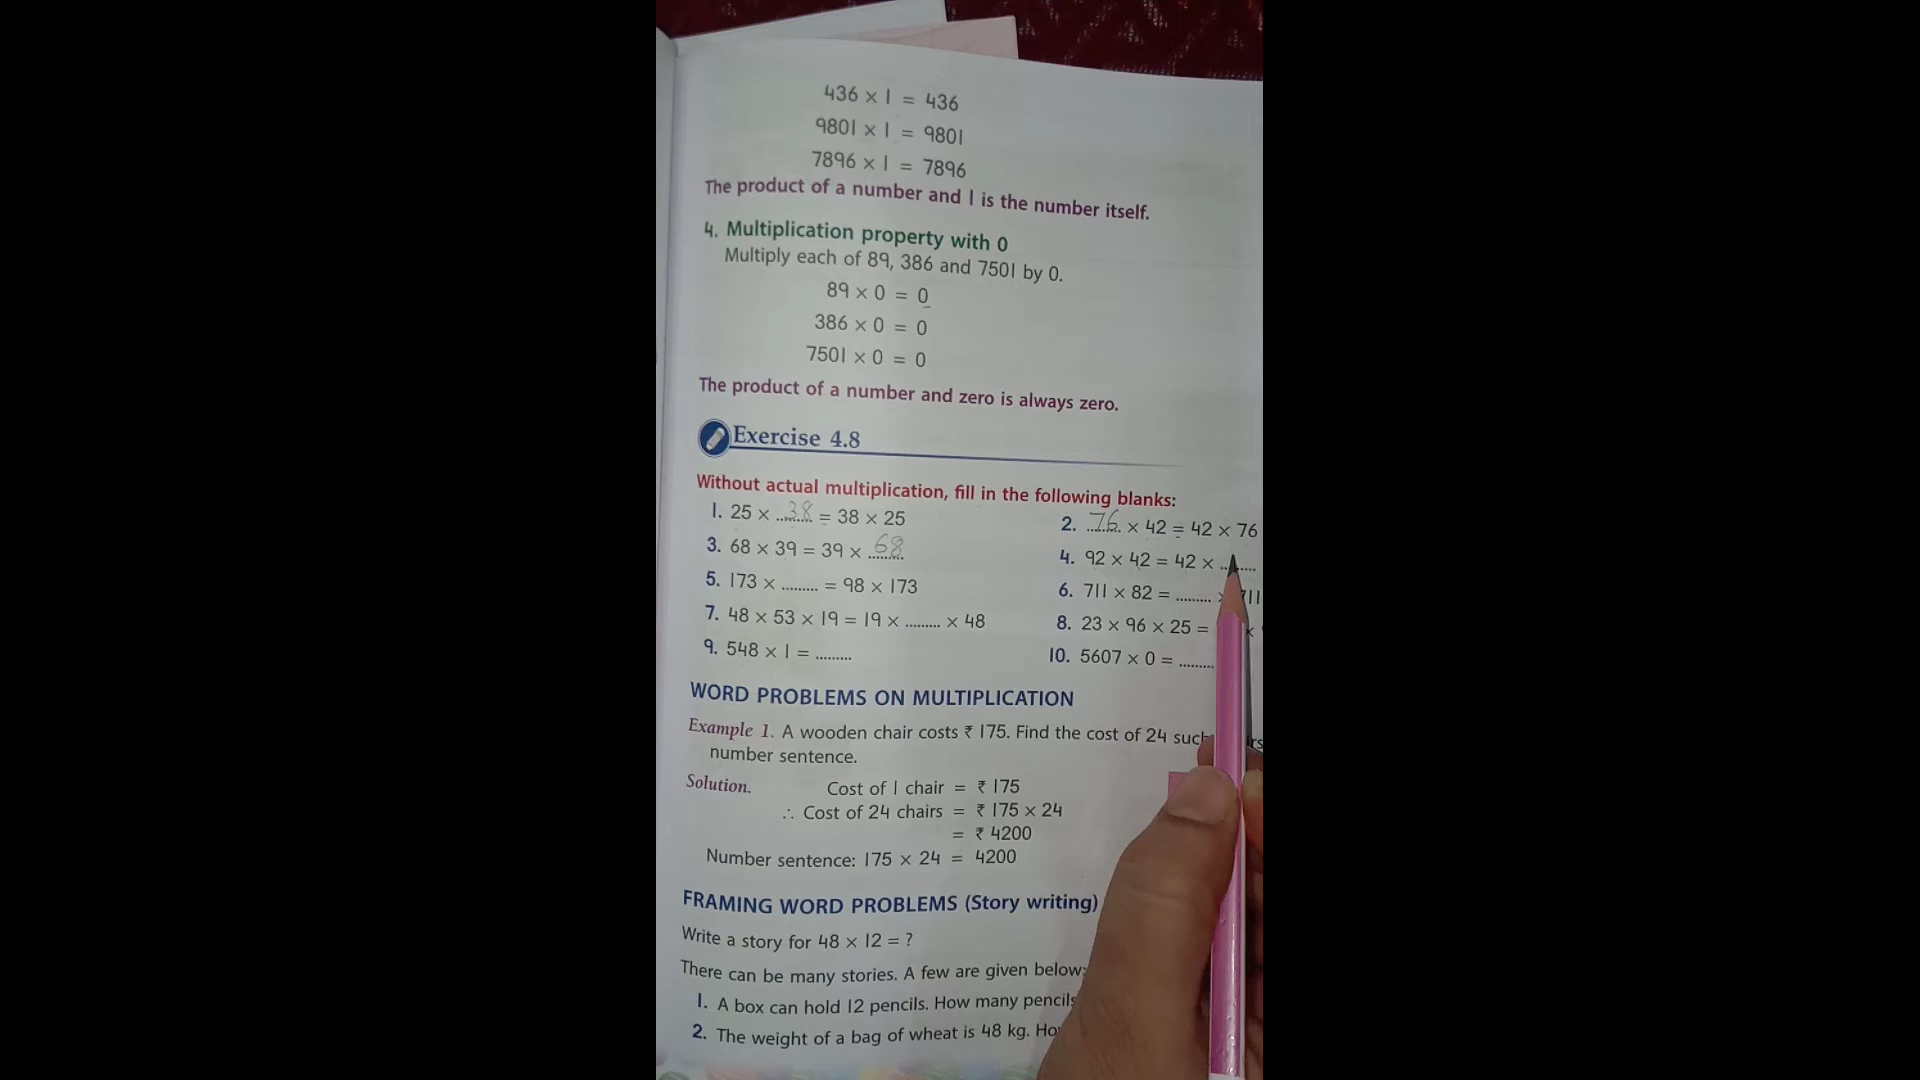 436 × 1 = 436
9801 × 1 = 9801
7896 × 1 = 7896
The product of a number and 1 is the number itself.
4. Multiplication property with 0
Multiply each of 89, 386 and 7501 by 0.
89 × 0 = 0
386 × 0 = 0
7501 × 0 = 0
The product of a number and zero is always zero.
Exercise 4.8
Without actual multiplication, fill in the following blanks:
1. 25 × ...38... = 38 × 25
2. ...76... × 42 = 42 × 76
3. 68 × 39 = 39 × ...68...
4. 92 × 42 = 42 × .........
5. 173 × ......... = 98 × 173
6. 711 × 82 = ......... × 711
7. 48 × 53 × 19 = 19 × ......... × 48
8. 23 × 96 × 25 = ×
9. 548 × 1 = .........
10. 5607 × 0 = .........
WORD PROBLEMS ON MULTIPLICATION
Example 1. A wooden chair costs ₹ 175. Find the cost of 24 such
number sentence.
Solution. Cost of 1 chair = ₹ 175
∴ Cost of 24 chairs = ₹ 175 × 24
= ₹ 4200
Number sentence: 175 × 24 = 4200
FRAMING WORD PROBLEMS (Story writing)
Write a story for 48 × 12 = ?
There can be many stories. A few are given below:
1. A box can hold 12 pencils. How many pencils
2. The weight of a bag of wheat is 48 kg.